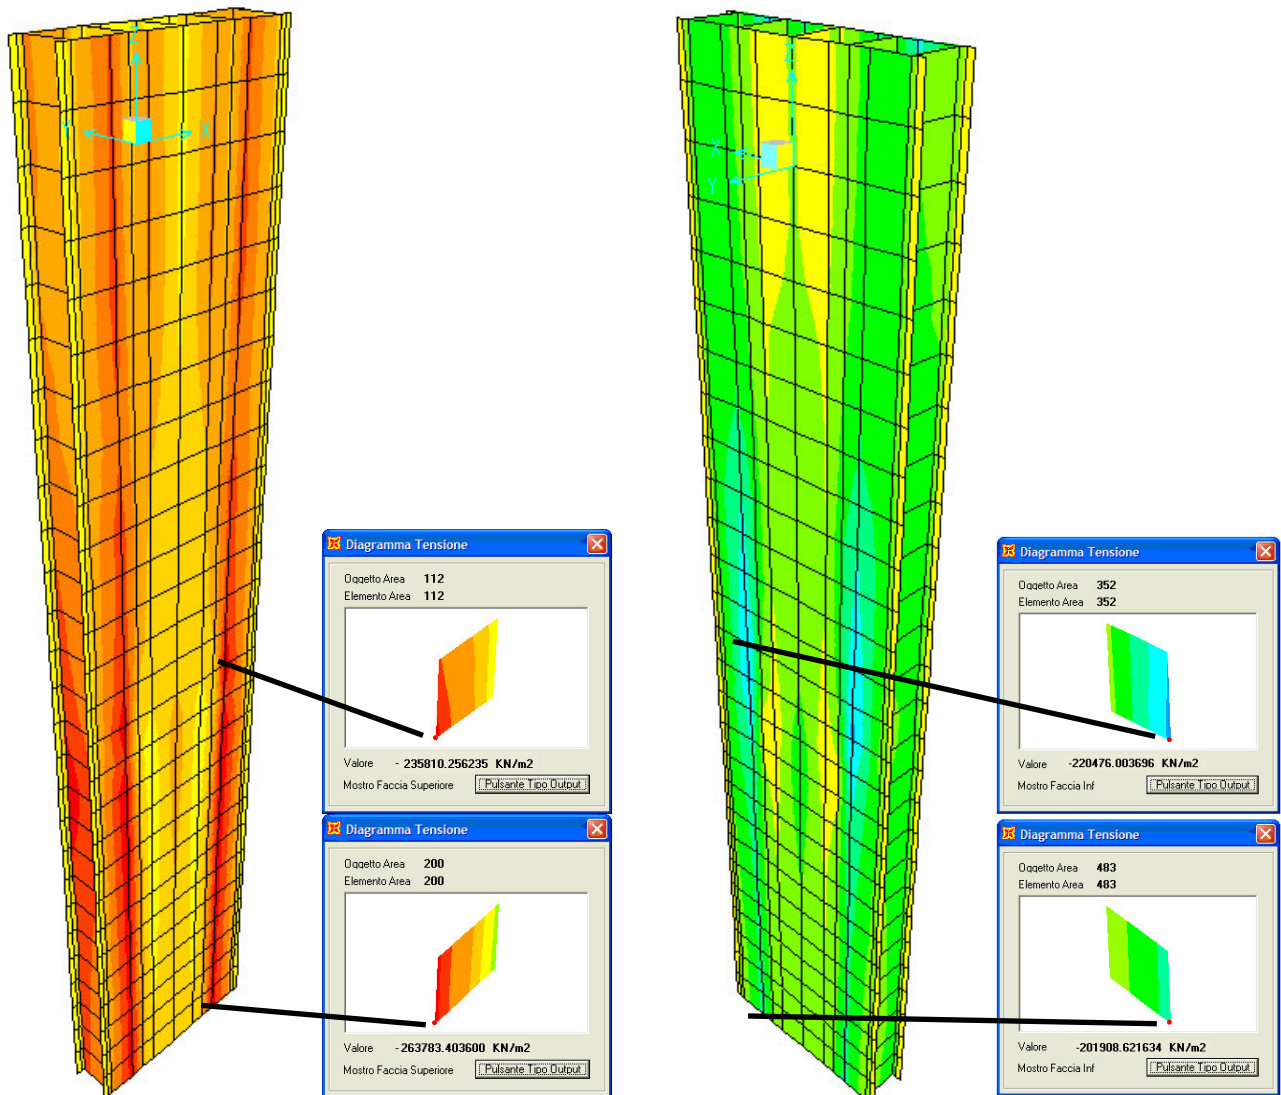 Z
Y
X
Z
X
Y
Diagramma Tensione
Oggetto Area 112
Elemento Area 112
Valore - 235810.256235 KN/m2
Mostro Faccia Superiore Pulsante Tipo Output
Diagramma Tensione
Oggetto Area 200
Elemento Area 200
Valore -263783.403600 KN/m2
Mostro Faccia Superiore Pulsante Tipo Output
Diagramma Tensione
Oggetto Area 352
Elemento Area 352
Valore -220476.003696 KN/m2
Mostro Faccia Inf Pulsante Tipo Output
Diagramma Tensione
Oggetto Area 483
Elemento Area 483
Valore -201908.621634 KN/m2
Mostro Faccia Inf Pulsante Tipo Output